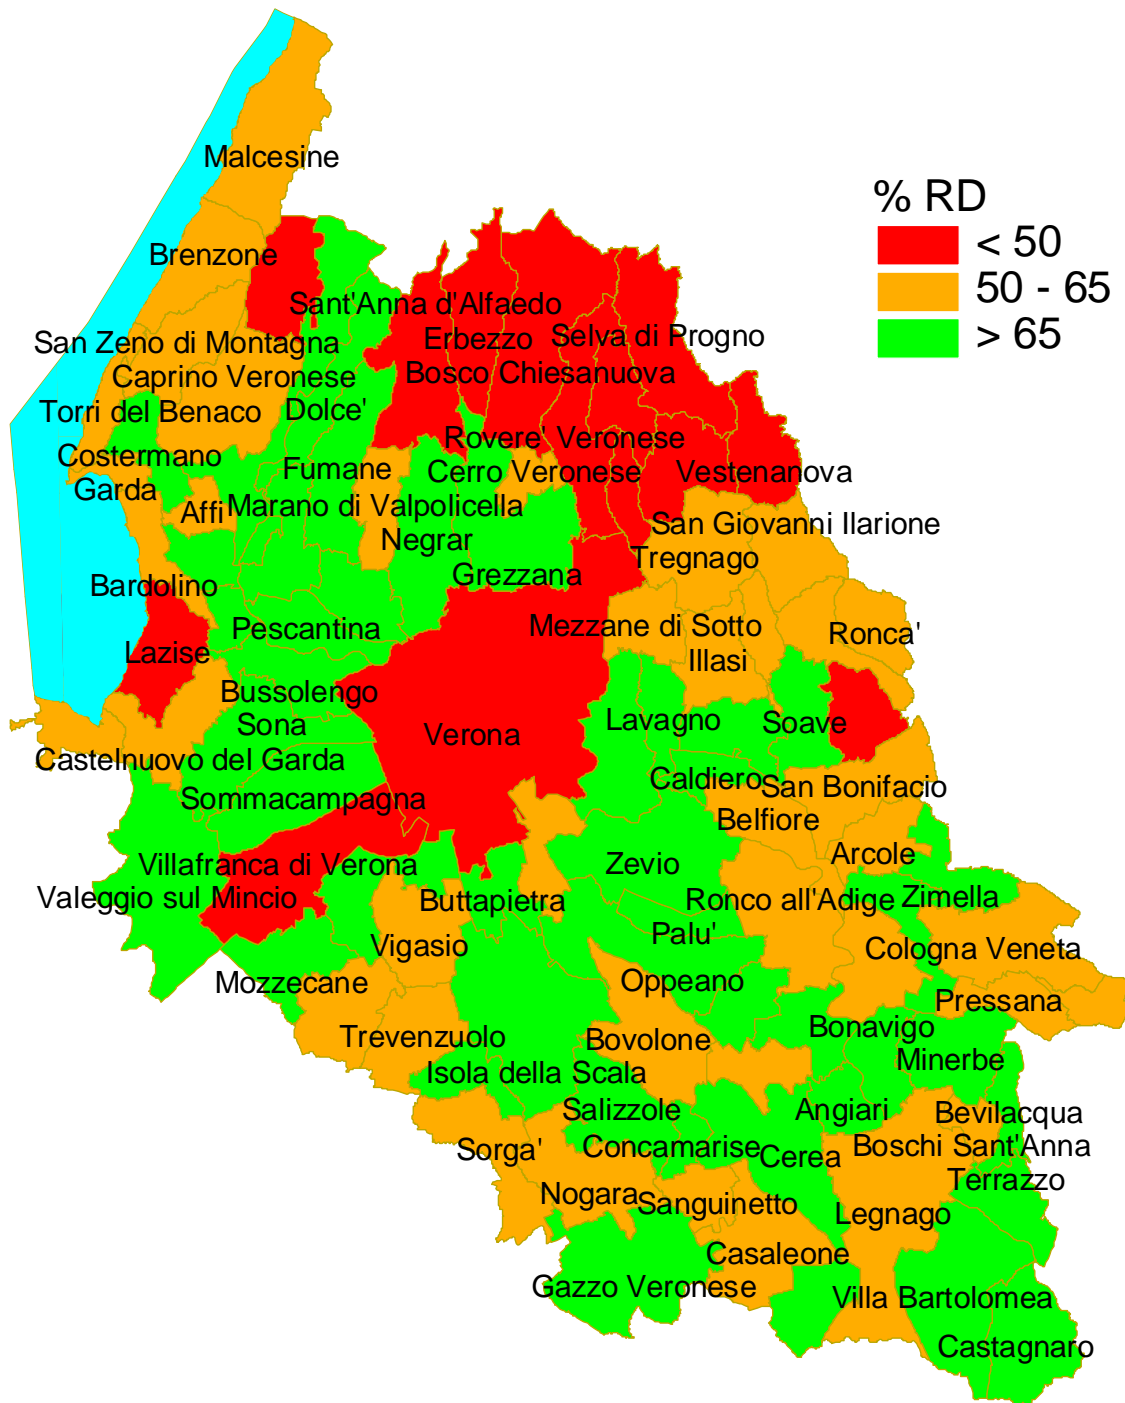 Malcesine
% RD
< 50
50 - 65
> 65
Brenzone
Sant'Anna d'Alfaedo
Erbezzo
Selva di Progno
San Zeno di Montagna
Caprino Veronese
Bosco Chiesanuova
Torri del Benaco
Dolce'
Rovere' Veronese
Costermano
Fumane
Cerro Veronese
Vestenanova
Garda
Affi
Marano di Valpolicella
San Giovanni Ilarione
Negrar
Tregnago
Grezzana
Bardolino
Pescantina
Mezzane di Sotto
Ronca'
Lazise
Illasi
Bussolengo
Sona
Verona
Lavagno
Soave
Castelnuovo del Garda
Caldiero
San Bonifacio
Sommacampagna
Belfiore
Villafranca di Verona
Zevio
Arcole
Valeggio sul Mincio
Buttapietra
Ronco all'Adige
Zimella
Vigasio
Palu'
Cologna Veneta
Mozzecane
Oppeano
Pressana
Trevenzuolo
Bovolone
Bonavigo
Minerbe
Isola della Scala
Salizzole
Angiari
Bevilacqua
Sorga'
Concamarise
Cerea
Boschi Sant'Anna
Terrazzo
Nogara
Sanguinetto
Legnago
Casaleone
Gazzo Veronese
Villa Bartolomea
Castagnaro